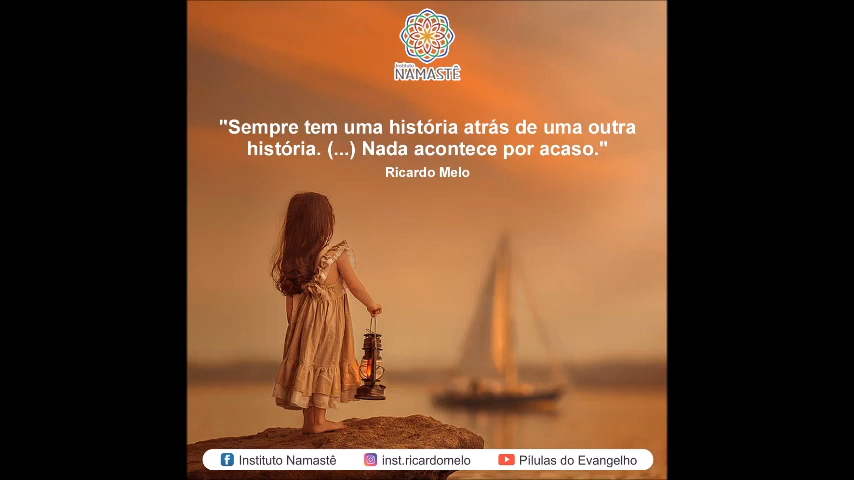 Instituto
NAMASTÊ
"Sempre tem uma história atrás de uma outra
história. (...) Nada acontece por acaso."
Ricardo Melo
Instituto Namastê inst.ricardomelo Pílulas do Evangelho